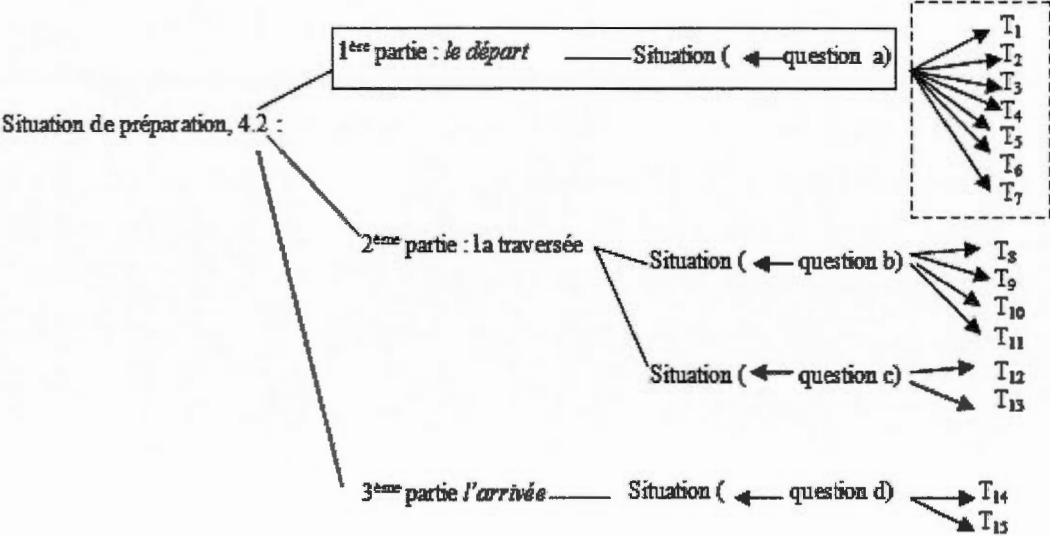 1ère partie : le départ Situation ( question a)
T1
T2
T3
T4
T5
T6
T7
Situation de préparation, 4.2 :
2ème partie : la traversée
Situation ( question b)
T8
T9
T10
T11
Situation ( question c)
T12
T13
3ème partie l'arrivée Situation ( question d)
T14
T15